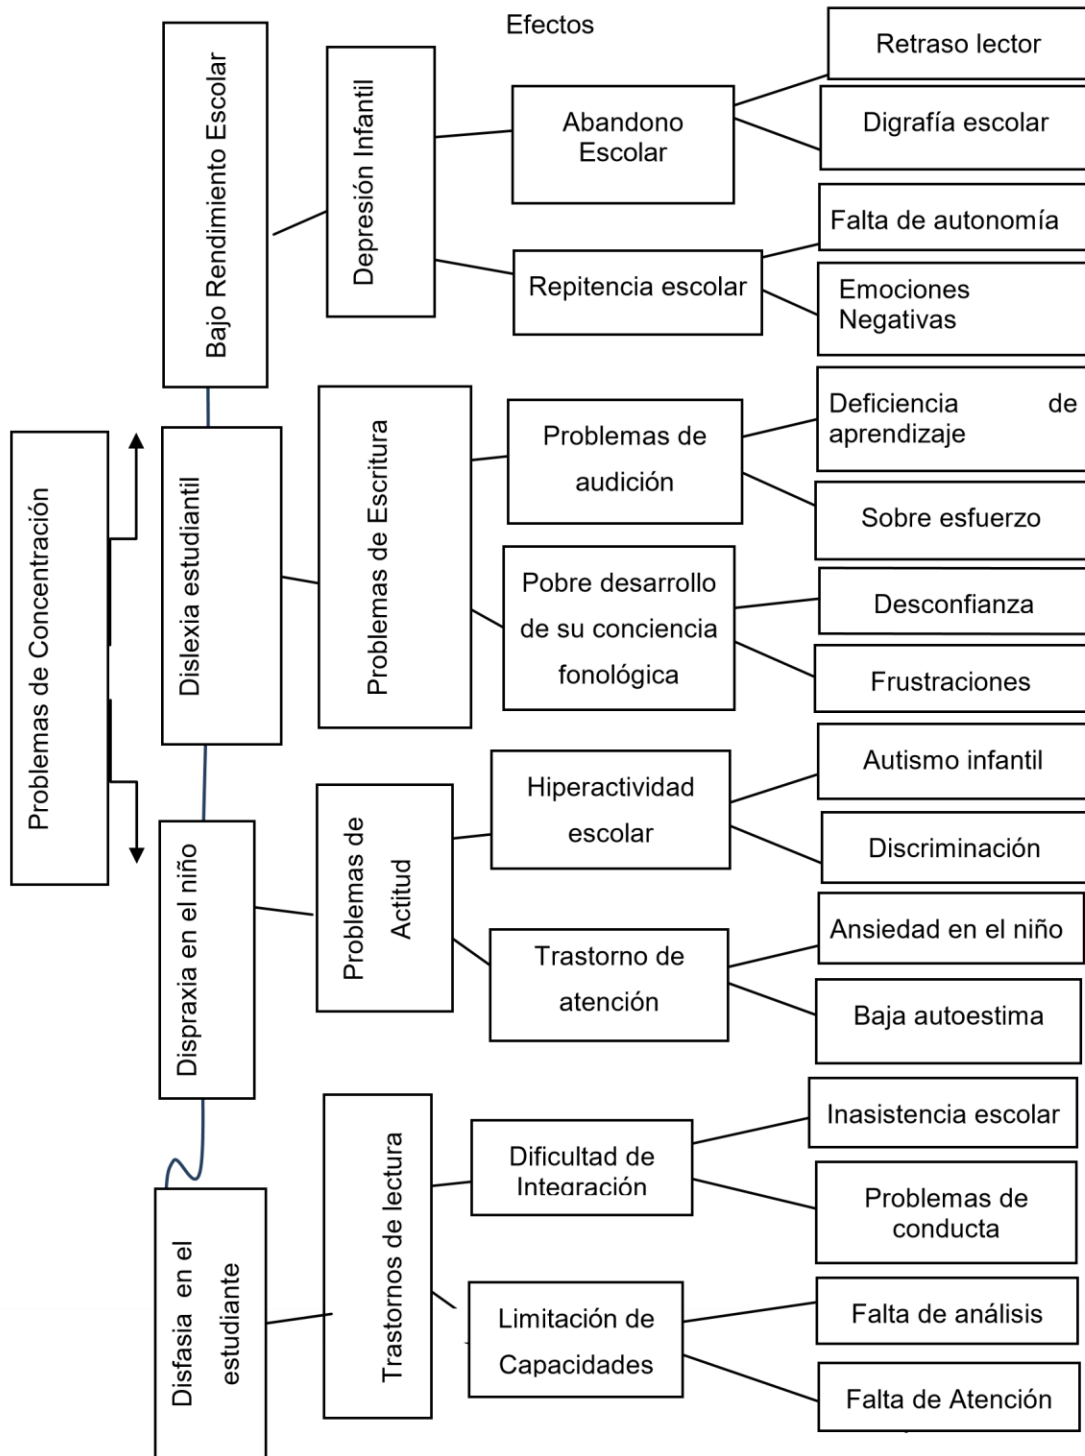 Efectos
Problemas de Concentración
Bajo Rendimiento Escolar
Depresión Infantil
Abandono
Escolar
Retraso lector
Digrafía escolar
Repitencia escolar
Falta de autonomía
Emociones
Negativas
Dislexia estudiantil
Problemas de Escritura
Problemas de
audición
Deficiencia de
aprendizaje
Sobre esfuerzo
Pobre desarrollo
de su conciencia
fonológica
Desconfianza
Frustraciones
Dispraxia en el niño
Problemas de
Actitud
Hiperactividad
escolar
Autismo infantil
Discriminación
Trastorno de
atención
Ansiedad en el niño
Baja autoestima
Disfasia en el
estudiante
Trastornos de lectura
Dificultad de
Integración
Inasistencia escolar
Problemas de
conducta
Limitación de
Capacidades
Falta de análisis
Falta de Atención